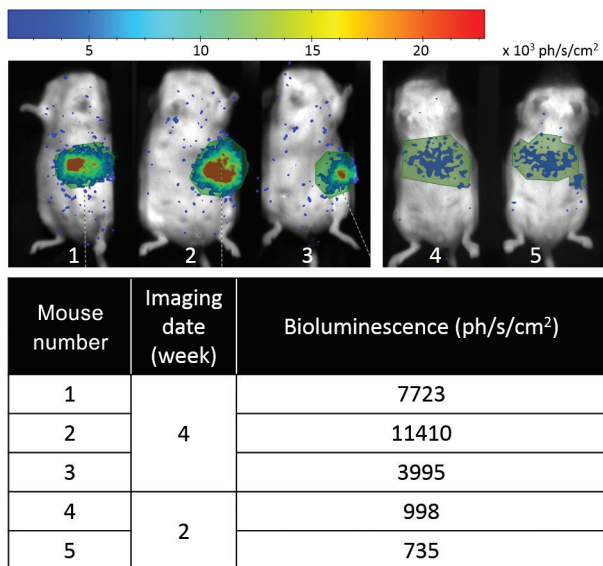 5 10 15 20 x 10³ ph/s/cm²
1 2 3 4 5
Mouse number Imaging date (week) Bioluminescence (ph/s/cm²)
1 4 7723
2 11410
3 3995
4 2 998
5 735